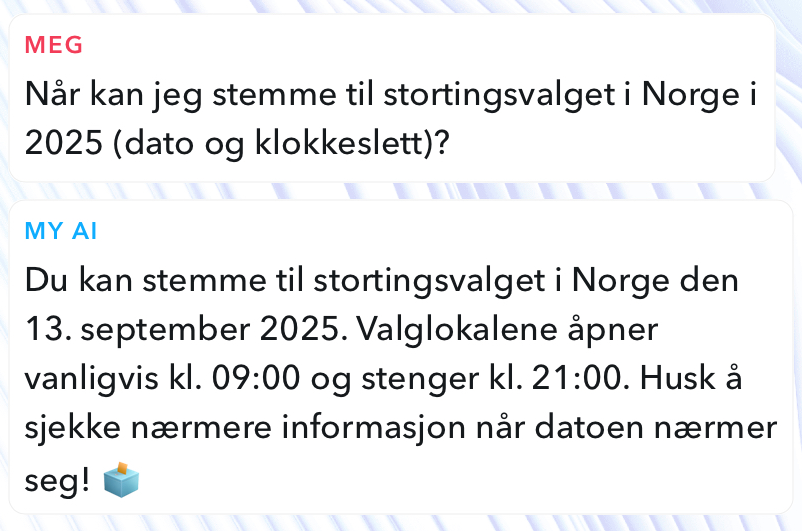 MEG
Når kan jeg stemme til stortingsvalget i Norge i
2025 (dato og klokkeslett)?
MY AI
Du kan stemme til stortingsvalget i Norge den
13. september 2025. Valglokalene åpner
vanligvis kl. 09:00 og stenger kl. 21:00. Husk å
sjekke nærmere informasjon når datoen nærmer
seg! 🗳️